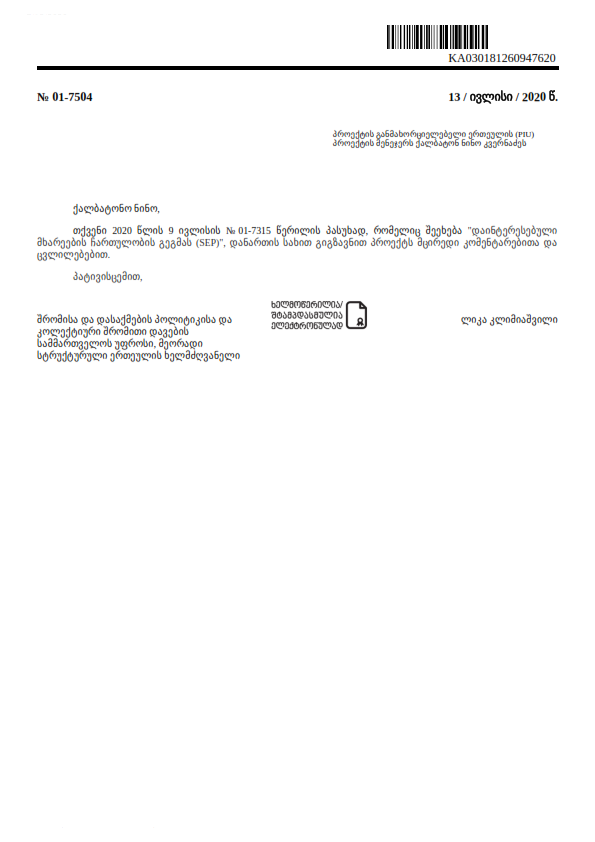 KA030181260947620
№ 01-7504
13 / ივლისი / 2020 წ.
პროექტის განმახორციელებელი ერთეულის (PIU)
პროექტის მენეჯერს ქალბატონ ნინო კვერნაძეს
ქალბატონო ნინო,
თქვენი 2020 წლის 9 ივლისის №01-7315 წერილის პასუხად, რომელიც შეეხება "დაინტერესებული
მხარეების ჩართულობის გეგმას (SEP)", დანართის სახით გიგზავნით პროექტს მცირედი კომენტარებითა და
ცვლილებებით.
პატივისცემით,
შრომისა და დასაქმების პოლიტიკისა და
კოლექტიური შრომითი დავების
სამმართველოს უფროსი, მეორადი
სტრუქტურული ერთეულის ხელმძღვანელი
ხელმოწერილია/
შტამპდასმულია
ელექტრონულად
ლიკა კლიმიაშვილი